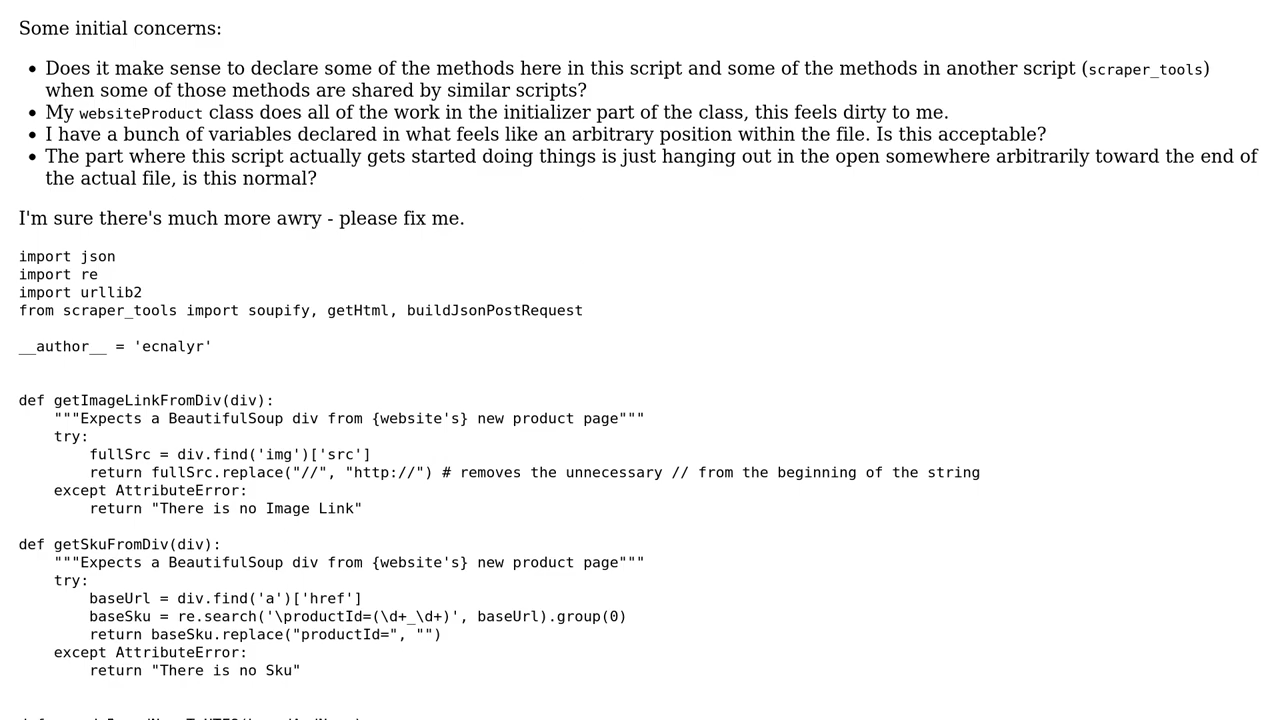 Some initial concerns:
Does it make sense to declare some of the methods here in this script and some of the methods in another script (scraper_tools)
when some of those methods are shared by similar scripts?
My websiteProduct class does all of the work in the initializer part of the class, this feels dirty to me.
I have a bunch of variables declared in what feels like an arbitrary position within the file. Is this acceptable?
The part where this script actually gets started doing things is just hanging out in the open somewhere arbitrarily toward the end of
the actual file, is this normal?
I'm sure there's much more awry - please fix me.
import json
import re
import urllib2
from scraper_tools import soupify, getHtml, buildJsonPostRequest
__author__ = 'ecnalyr'
def getImageLinkFromDiv(div):
    """Expects a BeautifulSoup div from {website's} new product page"""
    try:
        fullSrc = div.find('img')['src']
        return fullSrc.replace("//", "http://") # removes the unnecessary // from the beginning of the string
    except AttributeError:
        return "There is no Image Link"
def getSkuFromDiv(div):
    """Expects a BeautifulSoup div from {website's} new product page"""
    try:
        baseUrl = div.find('a')['href']
        baseSku = re.search('\productId=(\d+_\d+)', baseUrl).group(0)
        return baseSku.replace("productId=", "")
    except AttributeError:
        return "There is no Sku"